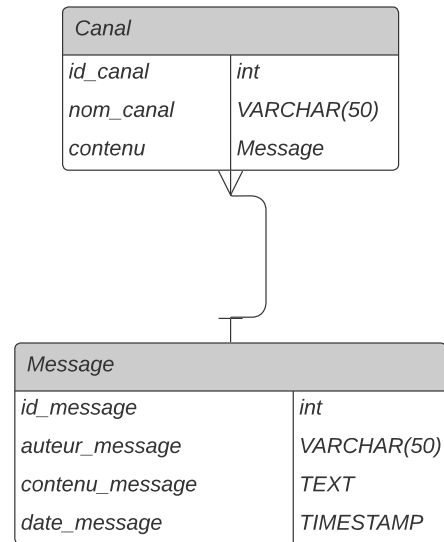 Canal
id_canal int
nom_canal VARCHAR(50)
contenu Message
Message
id_message int
auteur_message VARCHAR(50)
contenu_message TEXT
date_message TIMESTAMP